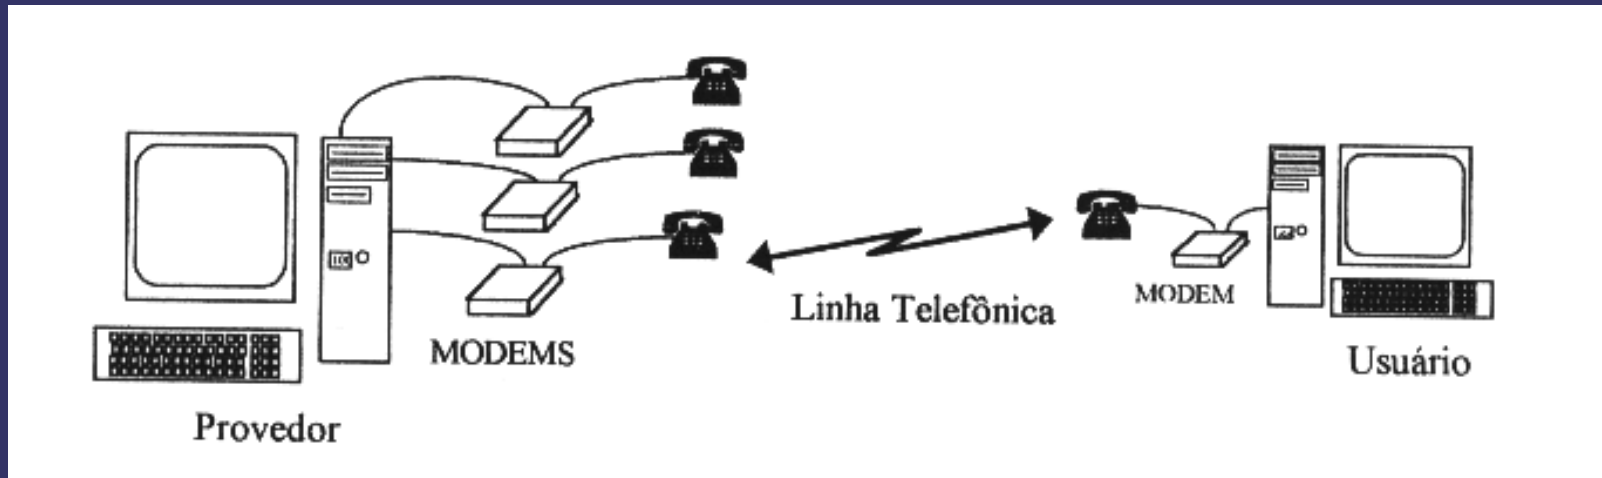 MODEMS
Linha Telefônica
MODEM
Provedor
Usuário